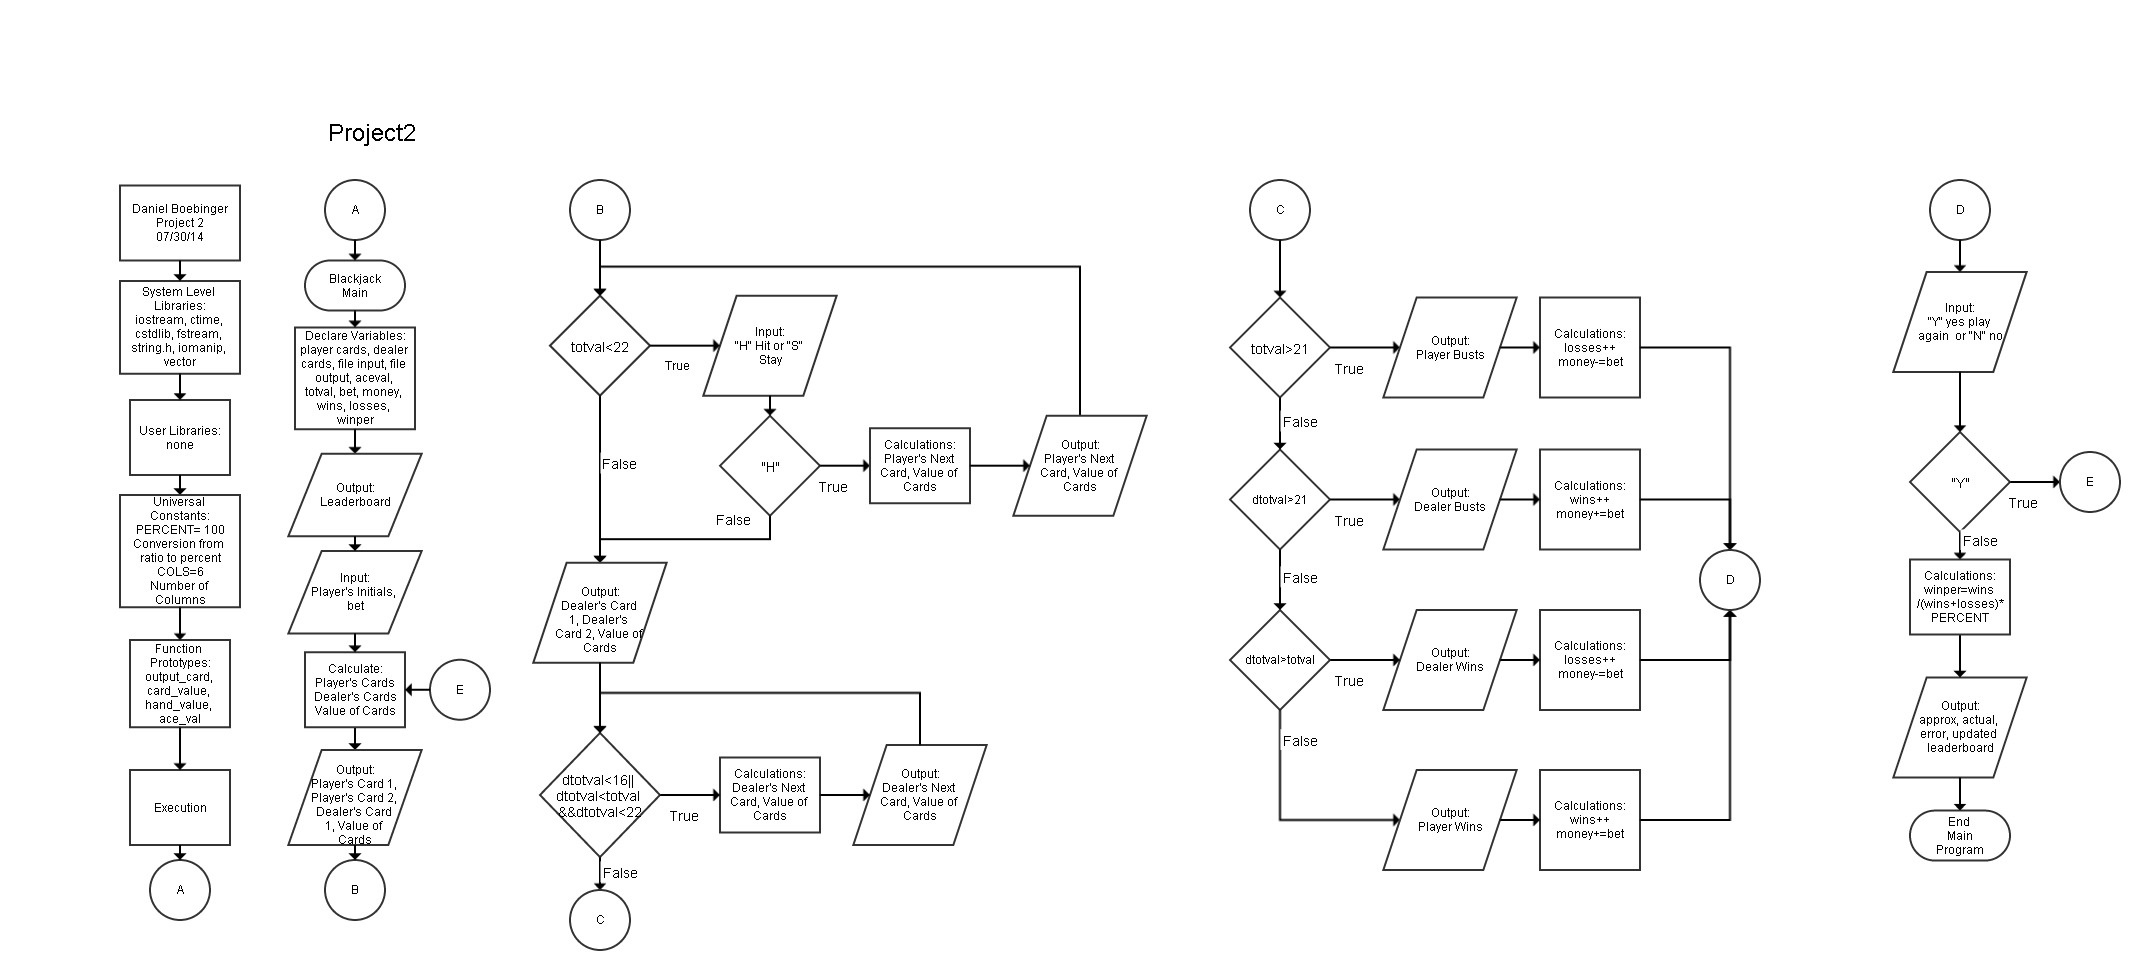 Project2
Daniel Boebinger
Project 2
07/30/14
System Level
Libraries:
iostream, ctime,
cstdlib, fstream,
string.h, iomanip,
vector
User Libraries:
none
Universal
Constants:
PERCENT= 100
Conversion from
ratio to percent
COLS=6
Number of
Columns
Function
Prototypes:
output_card,
card_value,
hand_value,
ace_val
Execution
A
A
Blackjack
Main
Declare Variables:
player cards, dealer
cards, file input, file
output, aceval,
totval, bet, money,
wins, losses,
winper
Output:
Leaderboard
Input:
Player's Initials,
bet
Calculate:
Player's Cards
Dealer's Cards
Value of Cards
E
Output:
Player's Card 1,
Player's Card 2,
Dealer's Card
1, Value of
Cards
B
B
totval<22
True
Input:
"H" Hit or "S"
Stay
False
"H"
True
Calculations:
Player's Next
Card, Value of
Cards
Output:
Player's Next
Card, Value of
Cards
False
Output:
Dealer's Card
1, Dealer's
Card 2, Value of
Cards
dtotval<16||
dtotval<totval
&&dtotval<22
True
Calculations:
Dealer's Next
Card, Value of
Cards
Output:
Dealer's Next
Card, Value of
Cards
False
C
C
totval>21
True
Output:
Player Busts
Calculations:
losses++
money-=bet
False
dtotval>21
True
Output:
Dealer Busts
Calculations:
wins++
money+=bet
False
D
dtotval>totval
True
Output:
Dealer Wins
Calculations:
losses++
money-=bet
False
Output:
Player Wins
Calculations:
wins++
money+=bet
D
Input:
"Y" yes play
again or "N" no
"Y"
True
E
False
Calculations:
winper=wins
/(wins+losses)*
PERCENT
Output:
approx, actual,
error, updated
leaderboard
End
Main
Program